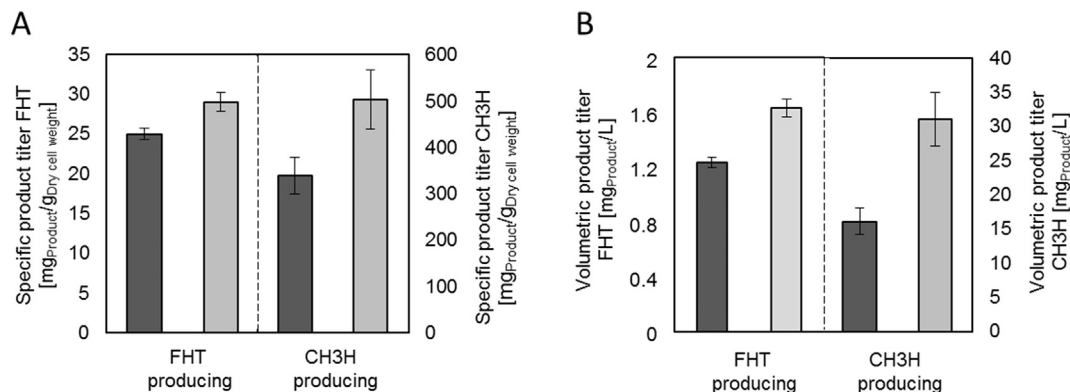 A
Specific product titer FHT
[mgProduct/gDry cell weight]
35
30
25
20
15
10
5
0
600
500
400
300
200
100
0
Specific product titer CH3H
[mgProduct/gDry cell weight]
FHT
producing
CH3H
producing
B
Volumetric product titer
FHT [mgProduct/L]
2
1.6
1.2
0.8
0.4
0
40
35
30
25
20
15
10
5
0
Volumetric product titer
CH3H [mgProduct/L]
FHT
producing
CH3H
producing